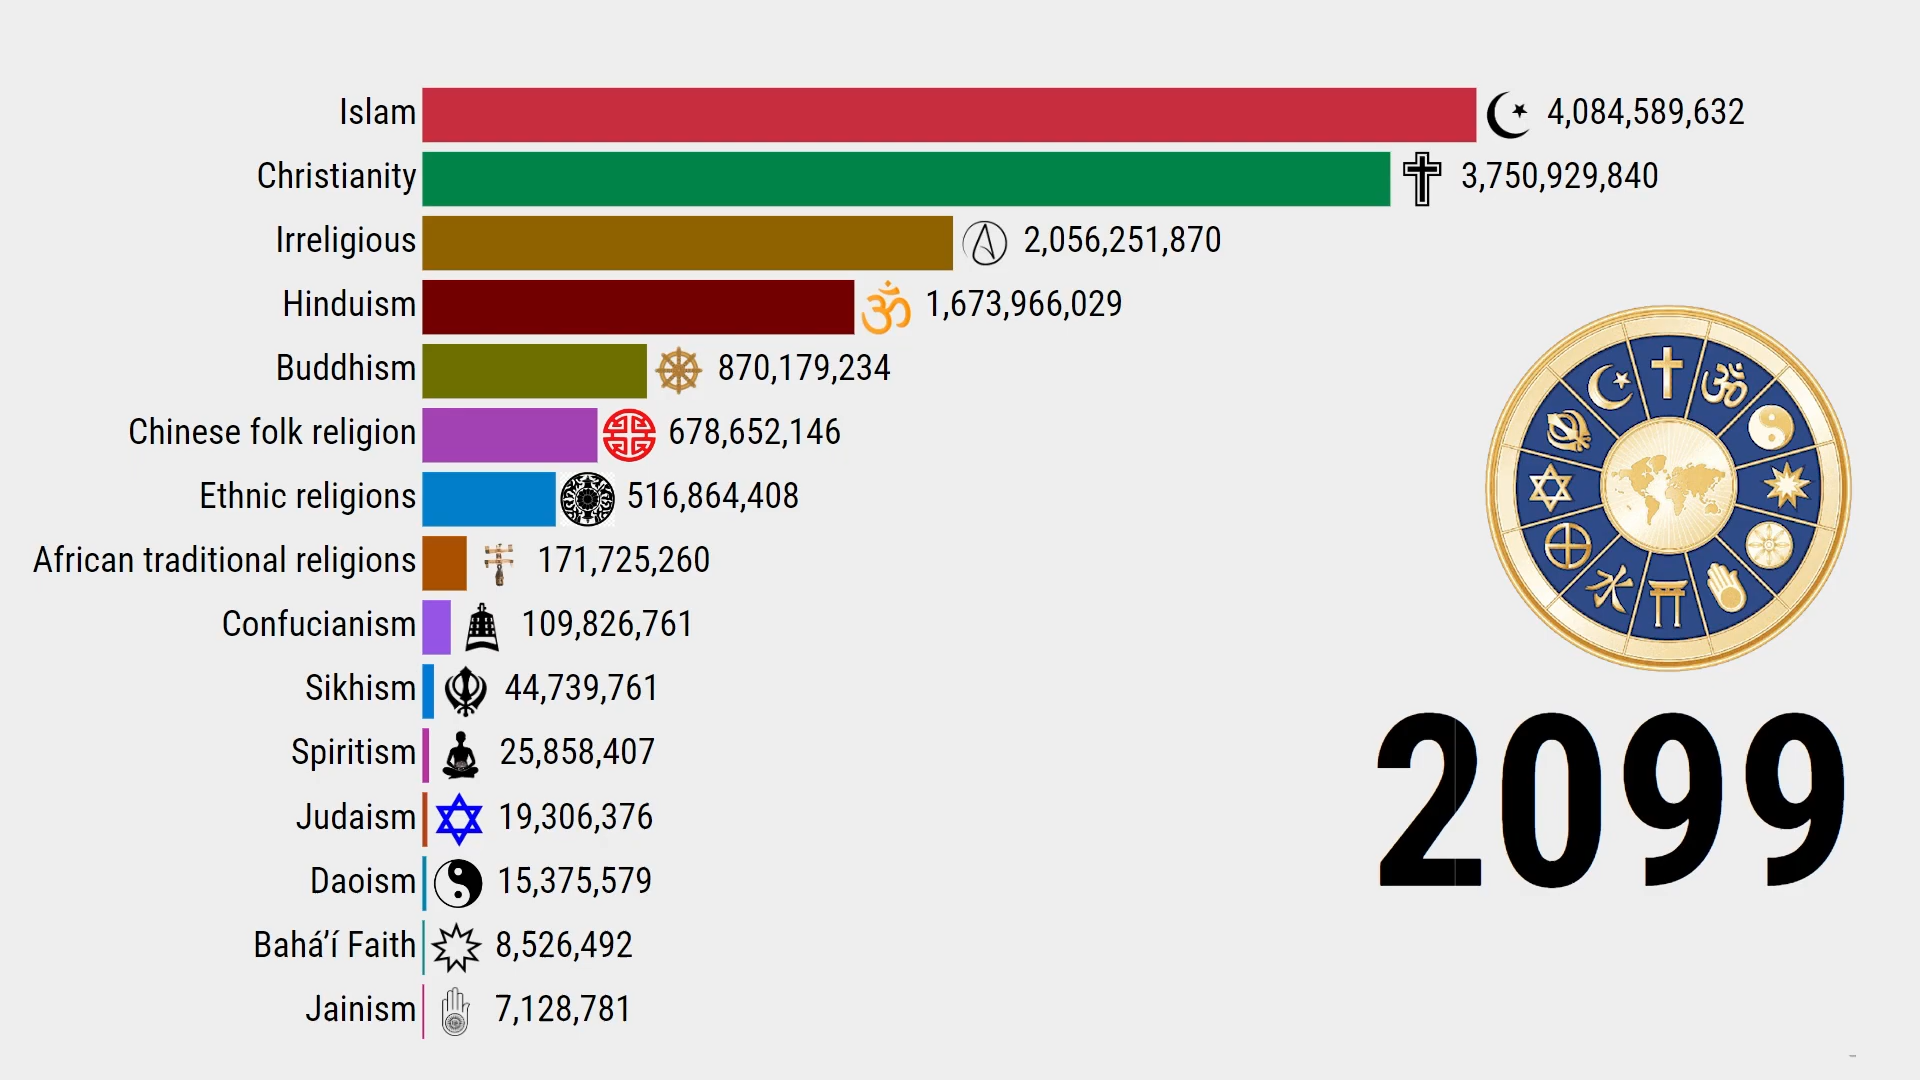 Islam 4,084,589,632
Christianity 3,750,929,840
Irreligious 2,056,251,870
Hinduism 1,673,966,029
Buddhism 870,179,234
Chinese folk religion 678,652,146
Ethnic religions 516,864,408
African traditional religions 171,725,260
Confucianism 109,826,761
Sikhism 44,739,761
Spiritism 25,858,407
Judaism 19,306,376
Daoism 15,375,579
Bahá’í Faith 8,526,492
Jainism 7,128,781
2099